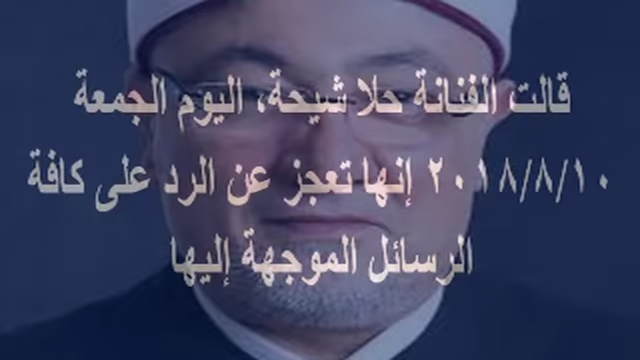 قالت الفنانة حلا شيحة، اليوم الجمعة
٢٠١٨/٨/١٠ إنها تعجز عن الرد على كافة
الرسائل الموجهة إليها